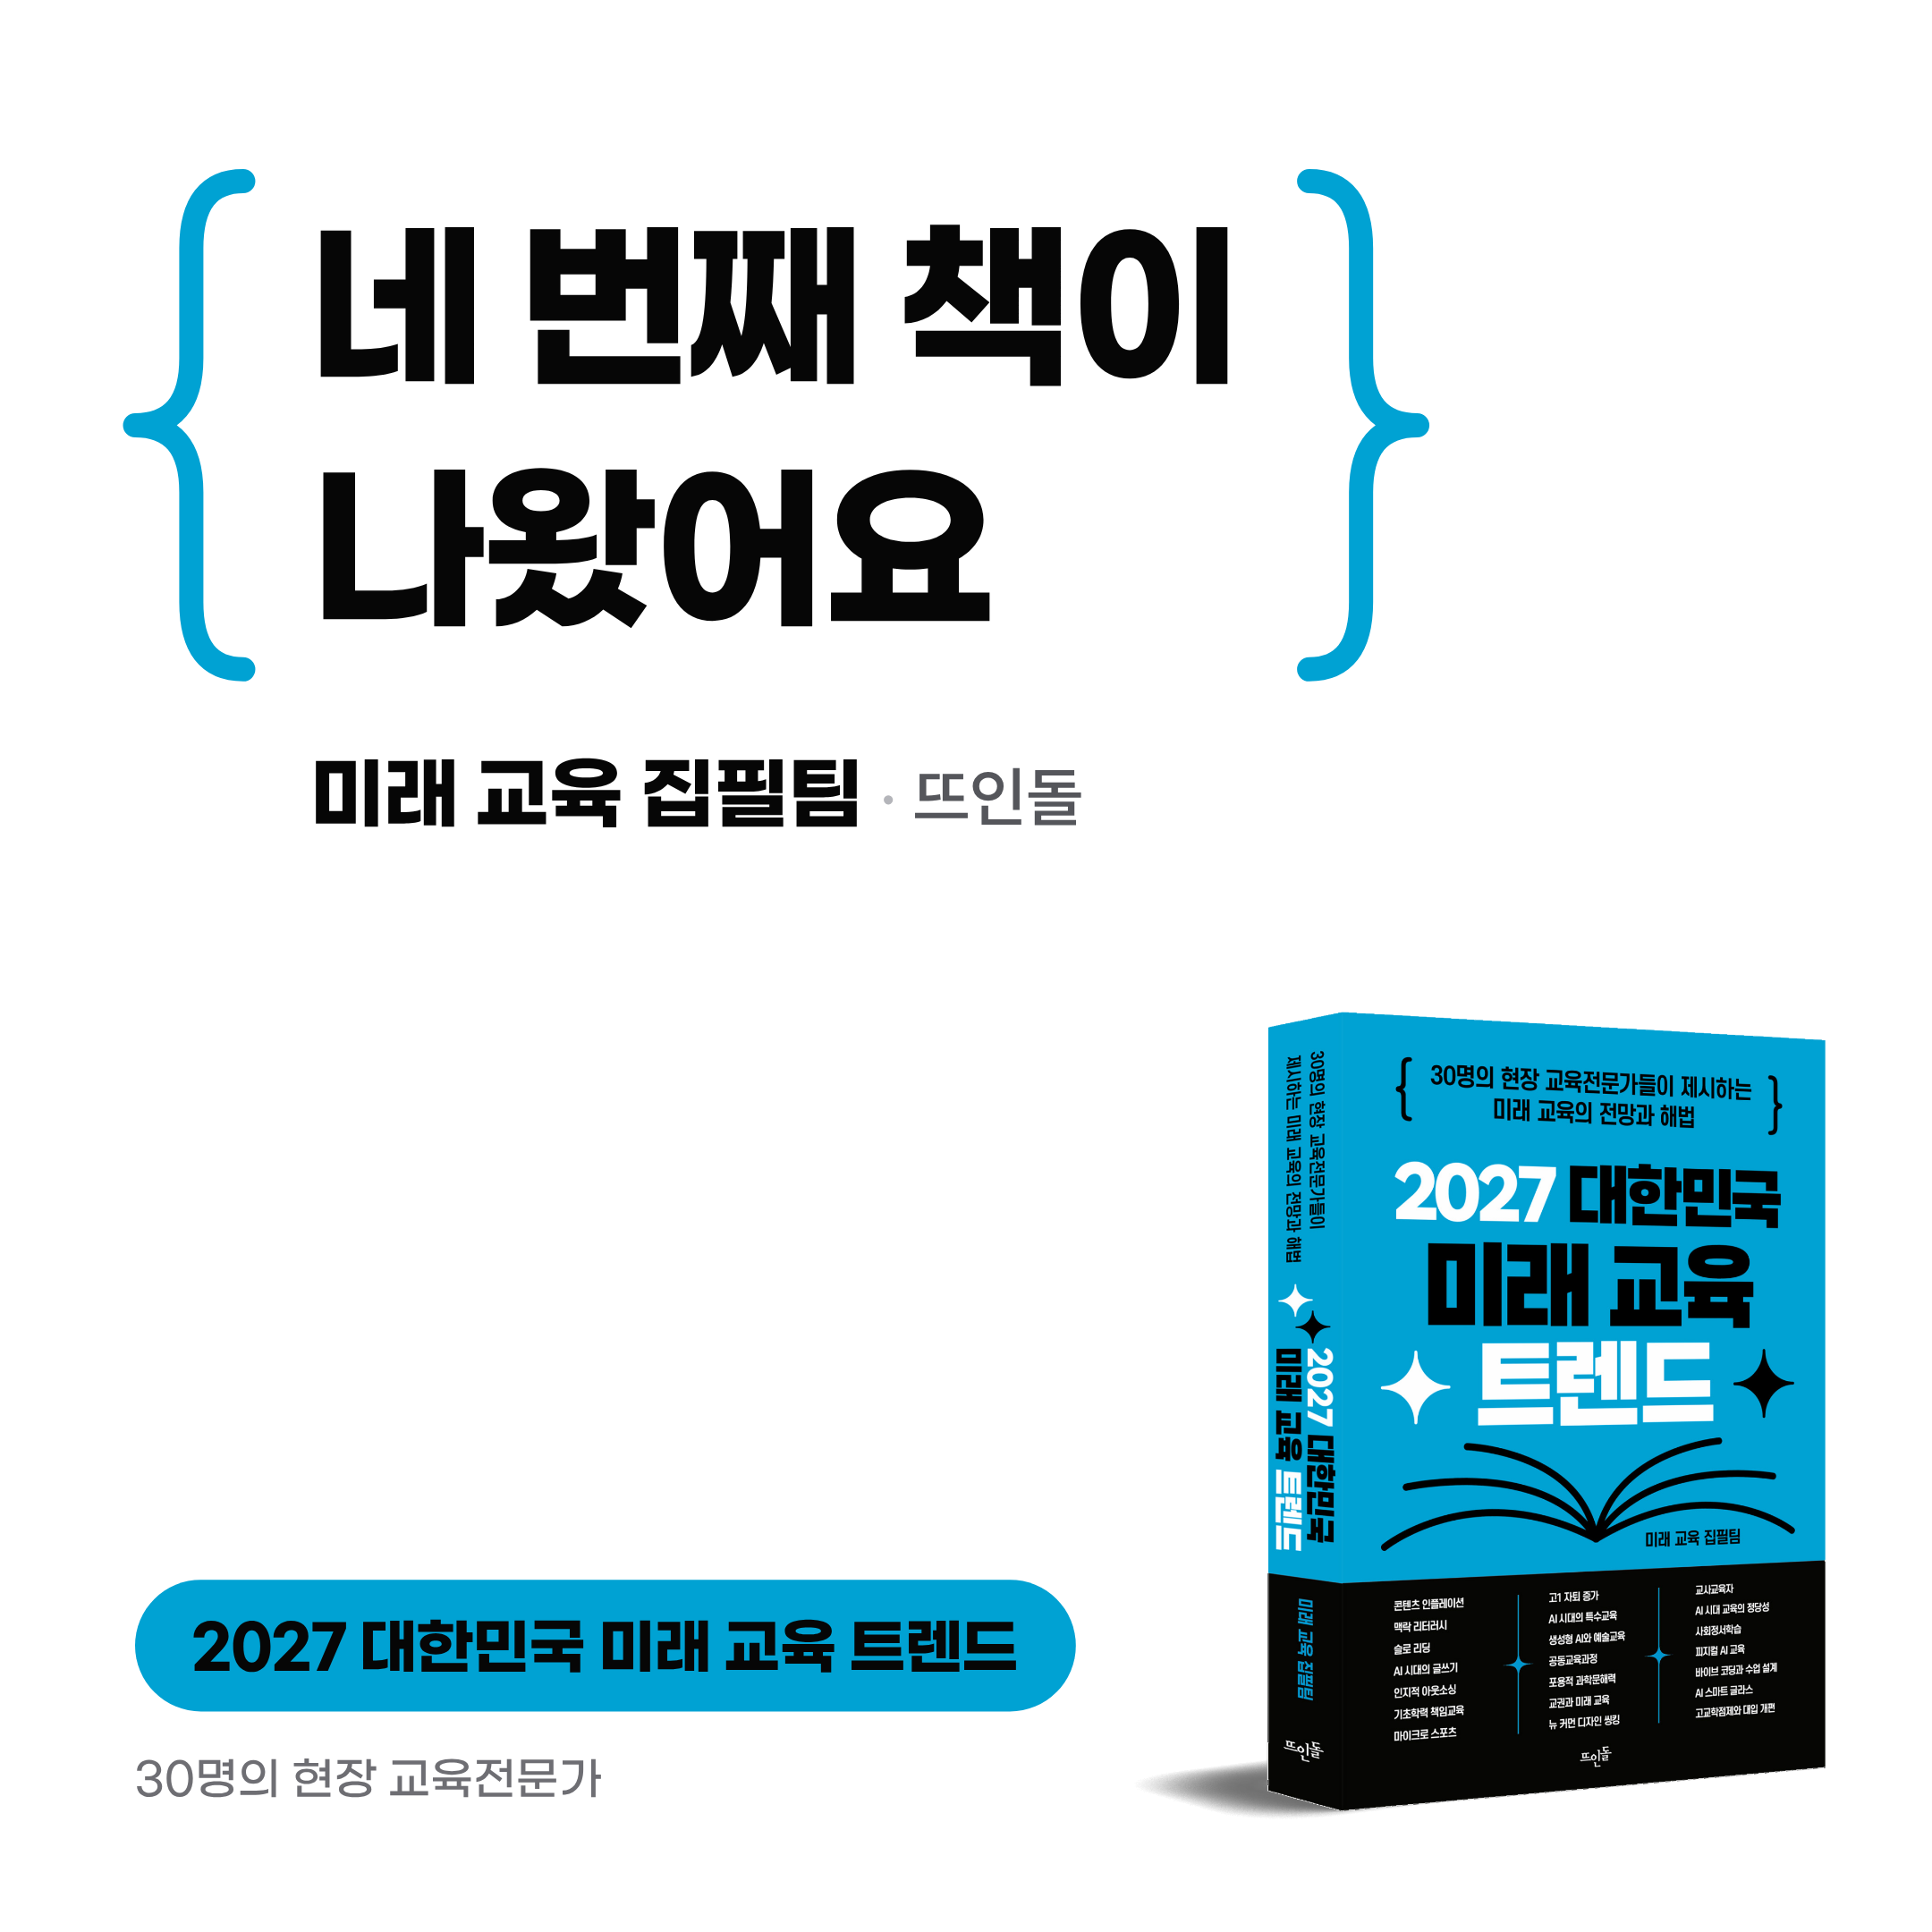 네 번째 책이
나왔어요
미래 교육 집필팀 · 뜨인돌
30명의 현장 교육전문가들이 제시하는
미래 교육의 전망과 해법
2027 대한민국
미래 교육
트렌드
미래 교육 집필팀
콘텐츠 인플레이션
맥락 리터러시
슬로 리딩
AI 시대의 글쓰기
인지적 아웃소싱
기초학력 책임교육
마이크로 스포츠
고1 자퇴 증가
AI 시대의 특수교육
생성형 AI와 예술교육
공동교육과정
포용적 과학문해력
교권과 미래 교육
뉴 커먼 디자인 씽킹
교사교육자
AI 시대 교육의 정당성
사회정서학습
피지컬 AI 교육
바이브 코딩과 수업 설계
AI 스마트 글라스
고교학점제와 대입 개편
뜨인돌
30명의 현장 교육전문가들이
제시하는 미래 교육의 전망과 해법
2027 대한민국
미래 교육 트렌드
미래 교육 집필팀
뜨인돌
2027 대한민국 미래 교육 트렌드
30명의 현장 교육전문가